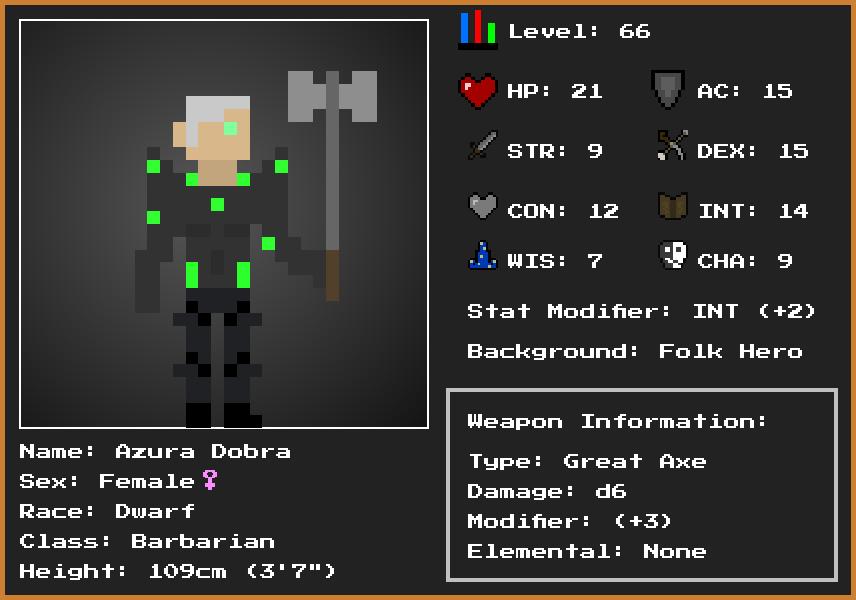 Level: 66
HP: 21
AC: 15
STR: 9
DEX: 15
CON: 12
INT: 14
WIS: 7
CHA: 9
Stat Modifier: INT (+2)
Background: Folk Hero
Weapon Information:
Type: Great Axe
Damage: d6
Modifier: (+3)
Elemental: None
Name: Azura Dobra
Sex: Female♀
Race: Dwarf
Class: Barbarian
Height: 109cm (3'7")